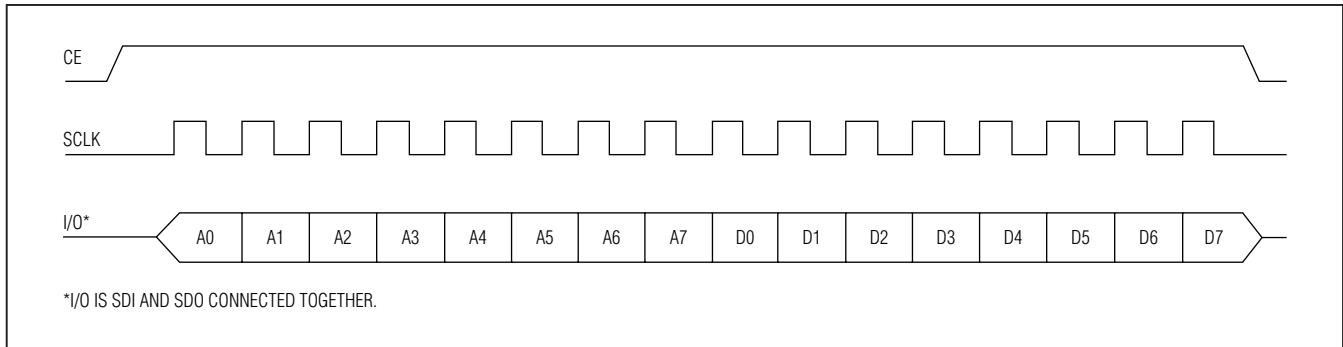 CE
SCLK
I/O*
A0 A1 A2 A3 A4 A5 A6 A7 D0 D1 D2 D3 D4 D5 D6 D7
*I/O IS SDI AND SDO CONNECTED TOGETHER.